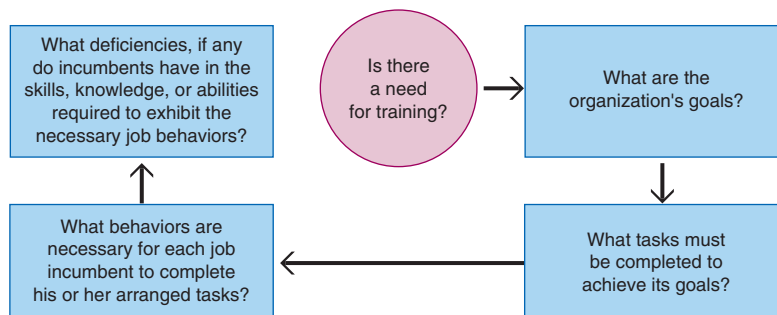 What deficiencies, if any
do incumbents have in the
skills, knowledge, or abilities
required to exhibit the
necessary job behaviors?
Is there
a need
for training?
What are the
organization's goals?
What behaviors are
necessary for each job
incumbent to complete
his or her arranged tasks?
What tasks must
be completed to
achieve its goals?